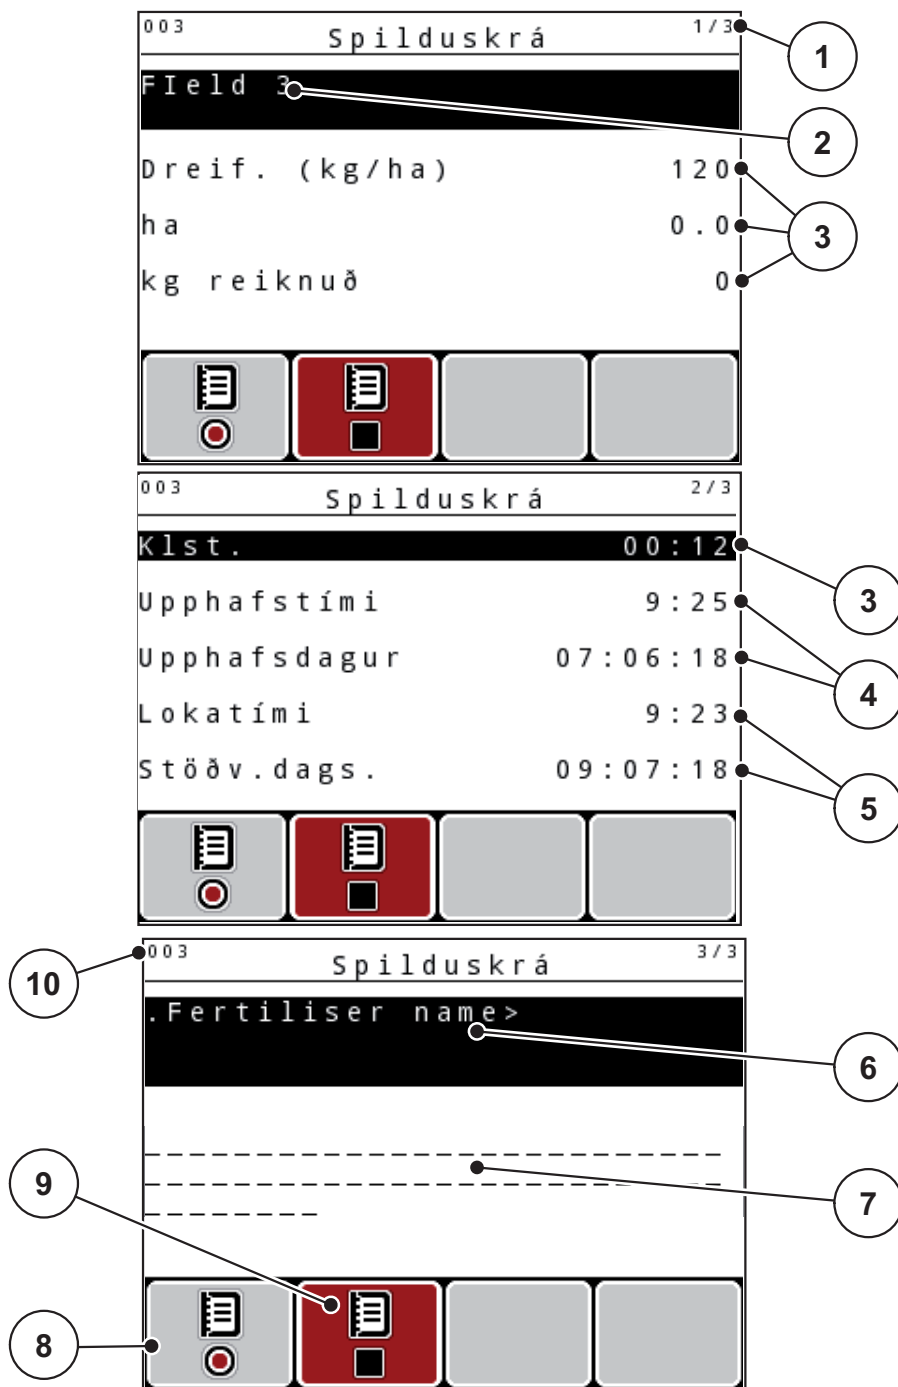 003 Spilduskrá 1/3
FIeld 3
Dreif. (kg/ha) 120
ha 0.0
kg reiknuð 0
1
2
3
003 Spilduskrá 2/3
Klst. 00:12
Upphafstími 9:25
Upphafsdagur 07:06:18
Lokatími 9:23
Stöðv.dags. 09:07:18
3
4
5
003 Spilduskrá 3/3
.Fertiliser name>
10
6
7
9
8